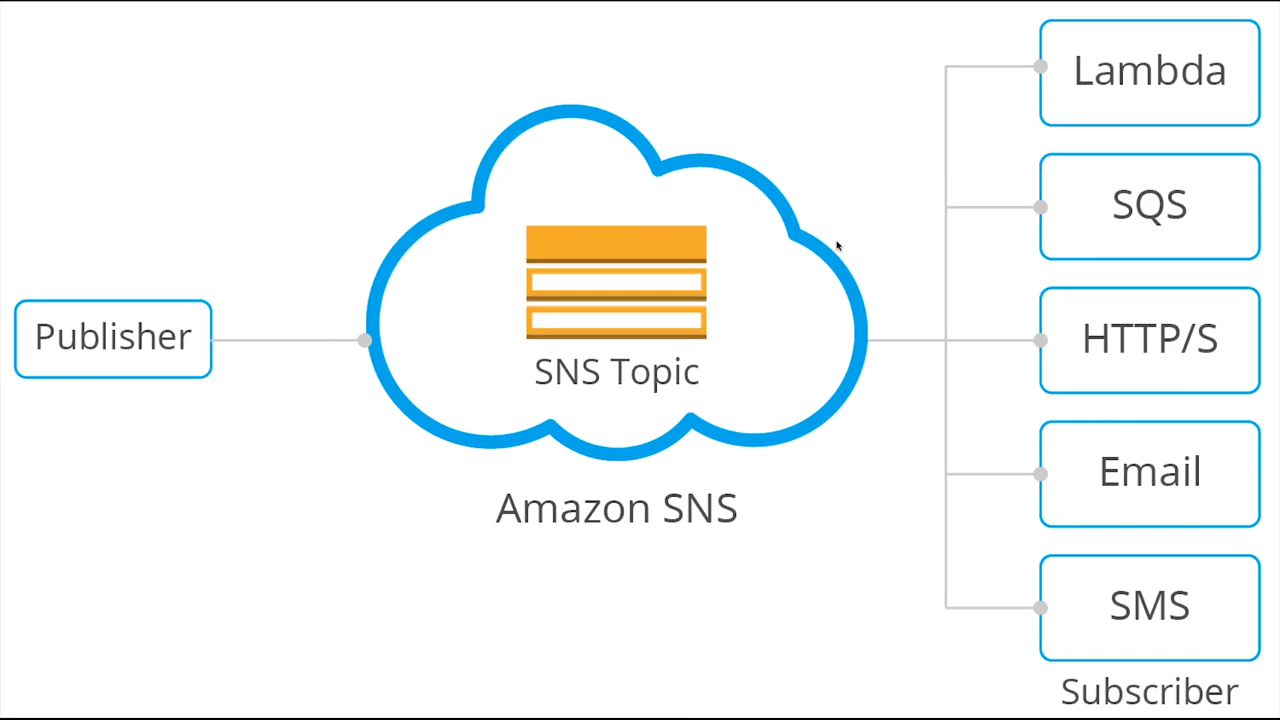 Publisher
SNS Topic
Amazon SNS
Lambda
SQS
HTTP/S
Email
SMS
Subscriber